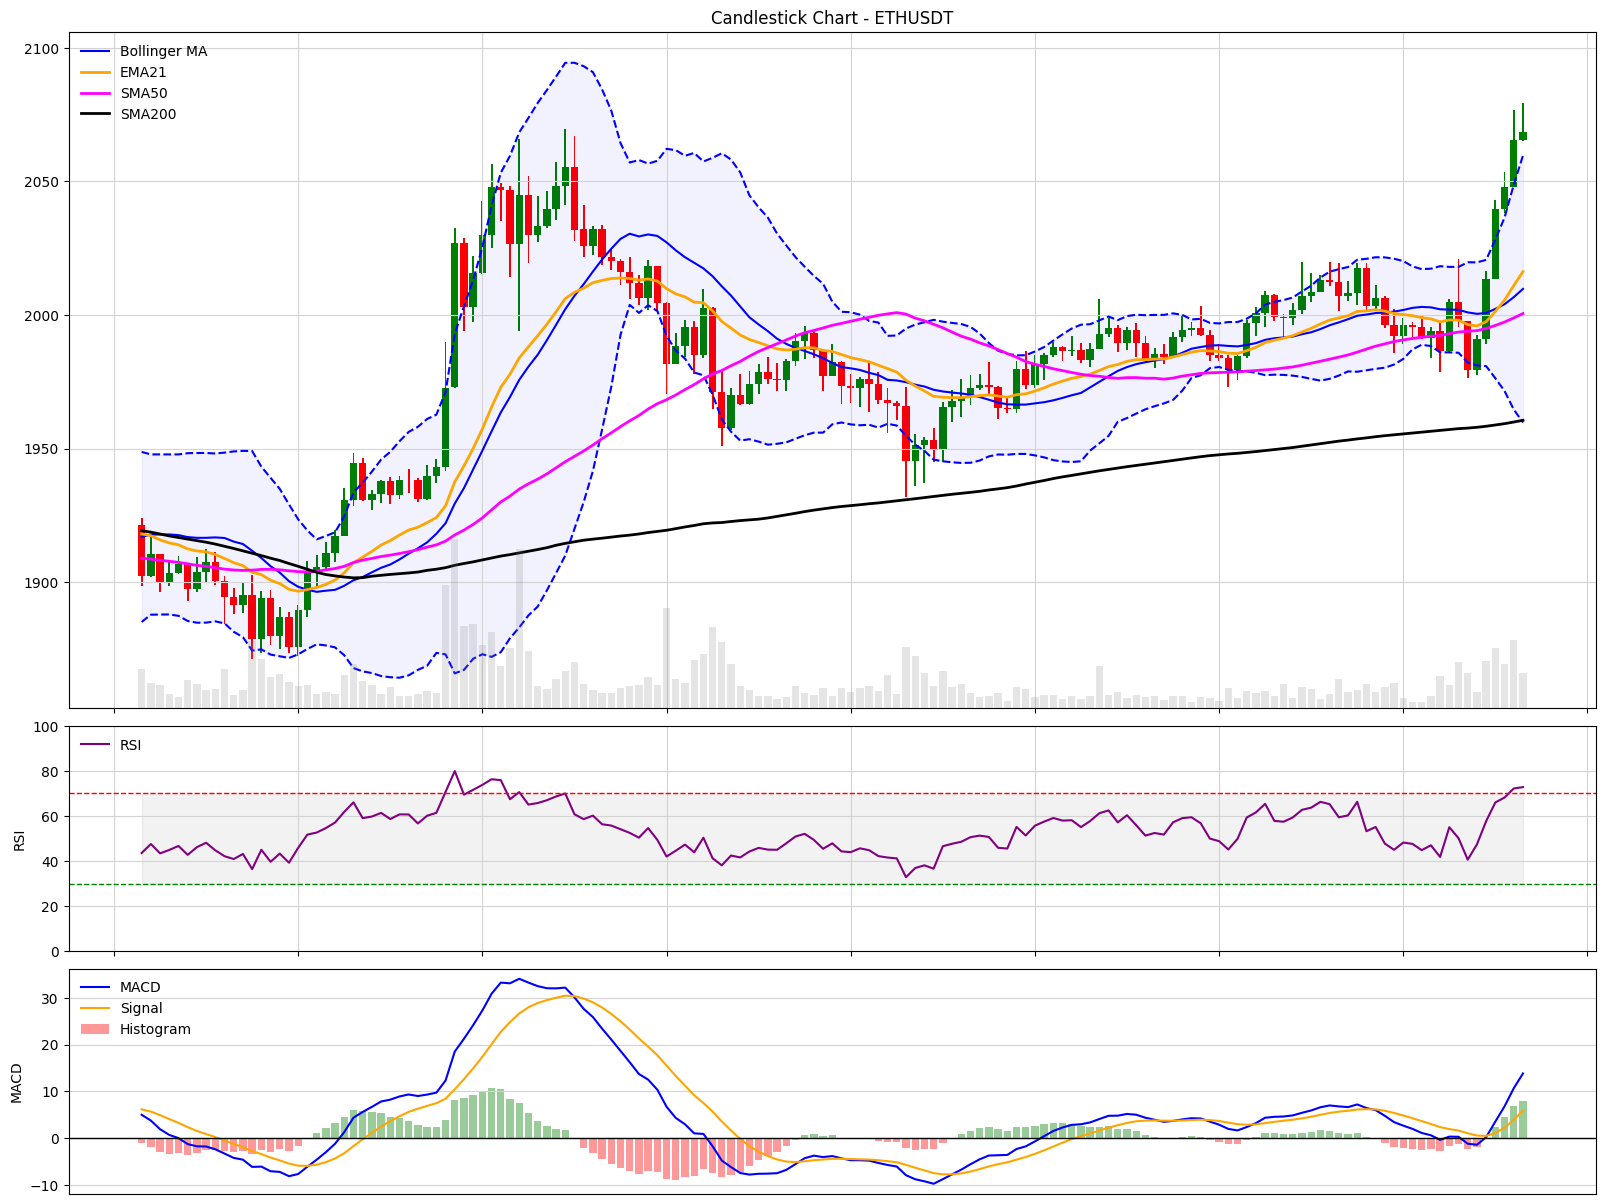 Candlestick Chart - ETHUSDT
2100
2050
2000
1950
1900
Bollinger MA
EMA21
SMA50
SMA200
100
80
60
40
20
0
RSI
RSI
30
20
10
0
−10
MACD
MACD
Signal
Histogram